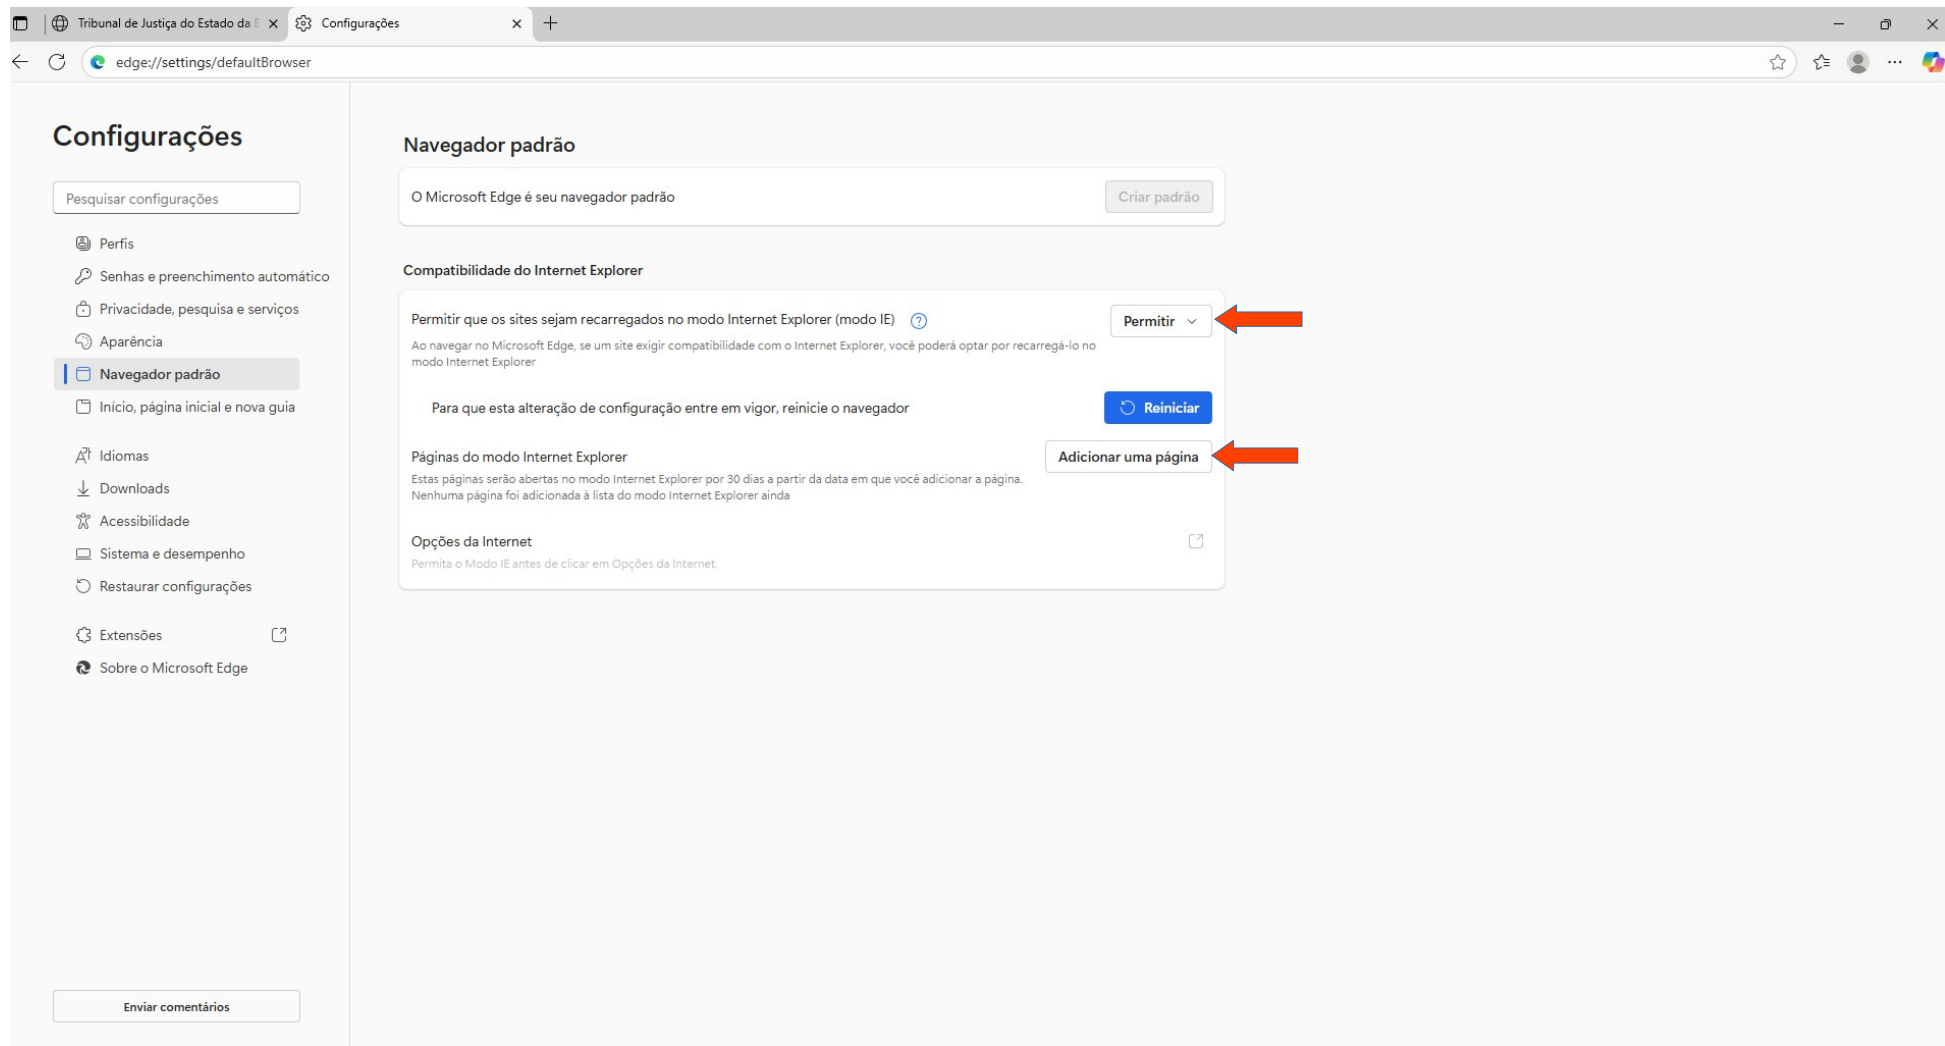 Tribunal de Justiça do Estado da
Configurações
edge://settings/defaultBrowser
Configurações
Pesquisar configurações
Perfis
Senhas e preenchimento automático
Privacidade, pesquisa e serviços
Aparência
Navegador padrão
Início, página inicial e nova guia
Idiomas
Downloads
Acessibilidade
Sistema e desempenho
Restaurar configurações
Extensões
Sobre o Microsoft Edge
Enviar comentários
Navegador padrão
O Microsoft Edge é seu navegador padrão
Criar padrão
Compatibilidade do Internet Explorer
Permitir que os sites sejam recarregados no modo Internet Explorer (modo IE)
Permitir
Ao navegar no Microsoft Edge, se um site exigir compatibilidade com o Internet Explorer, você poderá optar por recarregá-lo no
modo Internet Explorer
Para que esta alteração de configuração entre em vigor, reinicie o navegador
Reiniciar
Páginas do modo Internet Explorer
Adicionar uma página
Estas páginas serão abertas no modo Internet Explorer por 30 dias a partir da data em que você adicionar a página.
Nenhuma página foi adicionada à lista do modo Internet Explorer ainda
Opções da Internet
Permita o Modo IE antes de clicar em Opções da Internet.